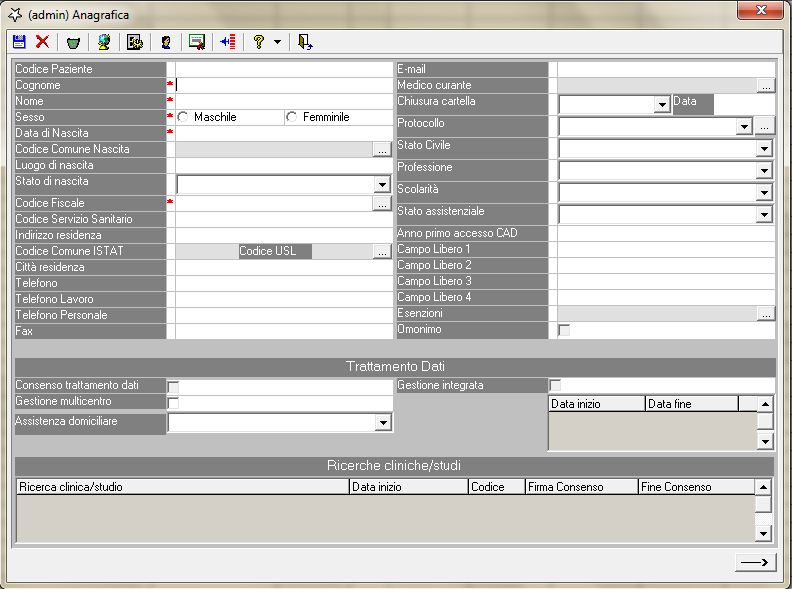 (admin) Anagrafica
Codice Paziente
Cognome *
Nome *
Sesso * Maschile Femminile
Data di Nascita *
Codice Comune Nascita ...
Luogo di nascita
Stato di nascita
Codice Fiscale * ...
Codice Servizio Sanitario
Indirizzo residenza
Codice Comune ISTAT Codice USL ...
Città residenza
Telefono
Telefono Lavoro
Telefono Personale
Fax
E-mail
Medico curante ...
Chiusura cartella Data
Protocollo ...
Stato Civile
Professione
Scolarità
Stato assistenziale
Anno primo accesso CAD
Campo Libero 1
Campo Libero 2
Campo Libero 3
Campo Libero 4
Esenzioni ...
Omonimo
Trattamento Dati
Consenso trattamento dati
Gestione multicentro
Assistenza domiciliare
Gestione integrata
Data inizio Data fine
Ricerche cliniche/studi
Ricerca clinica/studio Data inizio Codice Firma Consenso Fine Consenso